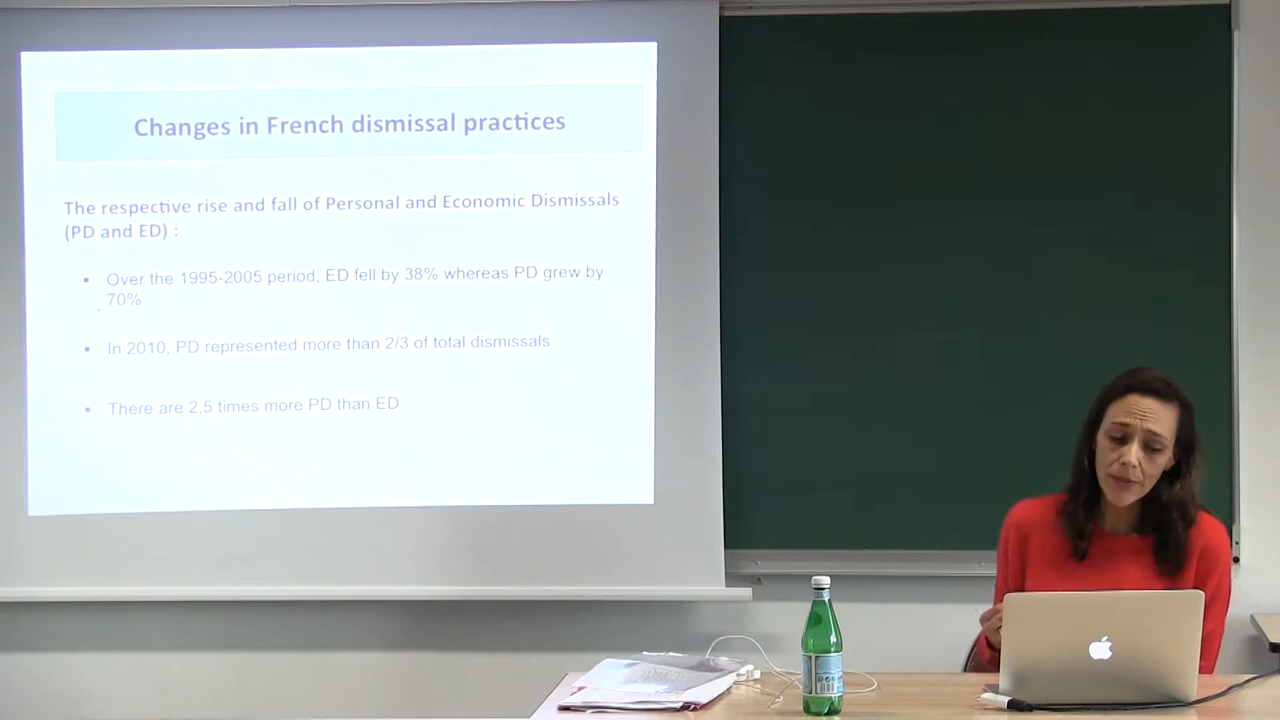 Changes in French dismissal practices
The respective rise and fall of Personal and Economic Dismissals
(PD and ED) :
• Over the 1995-2005 period, ED fell by 38% whereas PD grew by
70%
• In 2010, PD represented more than 2/3 of total dismissals
• There are 2,5 times more PD than ED